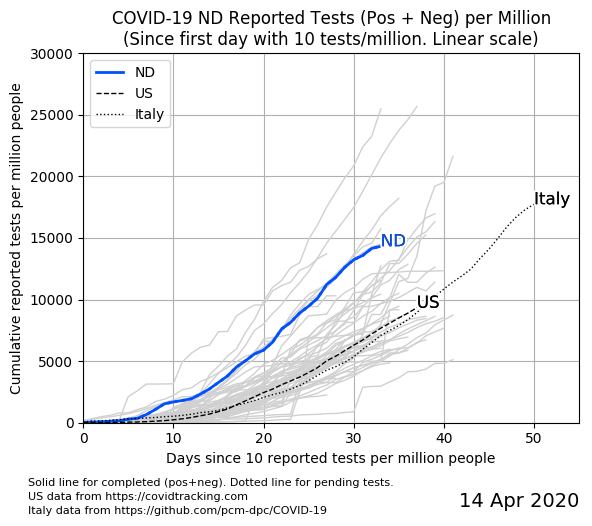 COVID-19 ND Reported Tests (Pos + Neg) per Million
(Since first day with 10 tests/million. Linear scale)
Cumulative reported tests per million people
30000
25000
20000
15000
10000
5000
0
ND
US
Italy
Italy
ND
US
0 10 20 30 40 50
Days since 10 reported tests per million people
Solid line for completed (pos+neg). Dotted line for pending tests.
US data from https://covidtracking.com
Italy data from https://github.com/pcm-dpc/COVID-19
14 Apr 2020